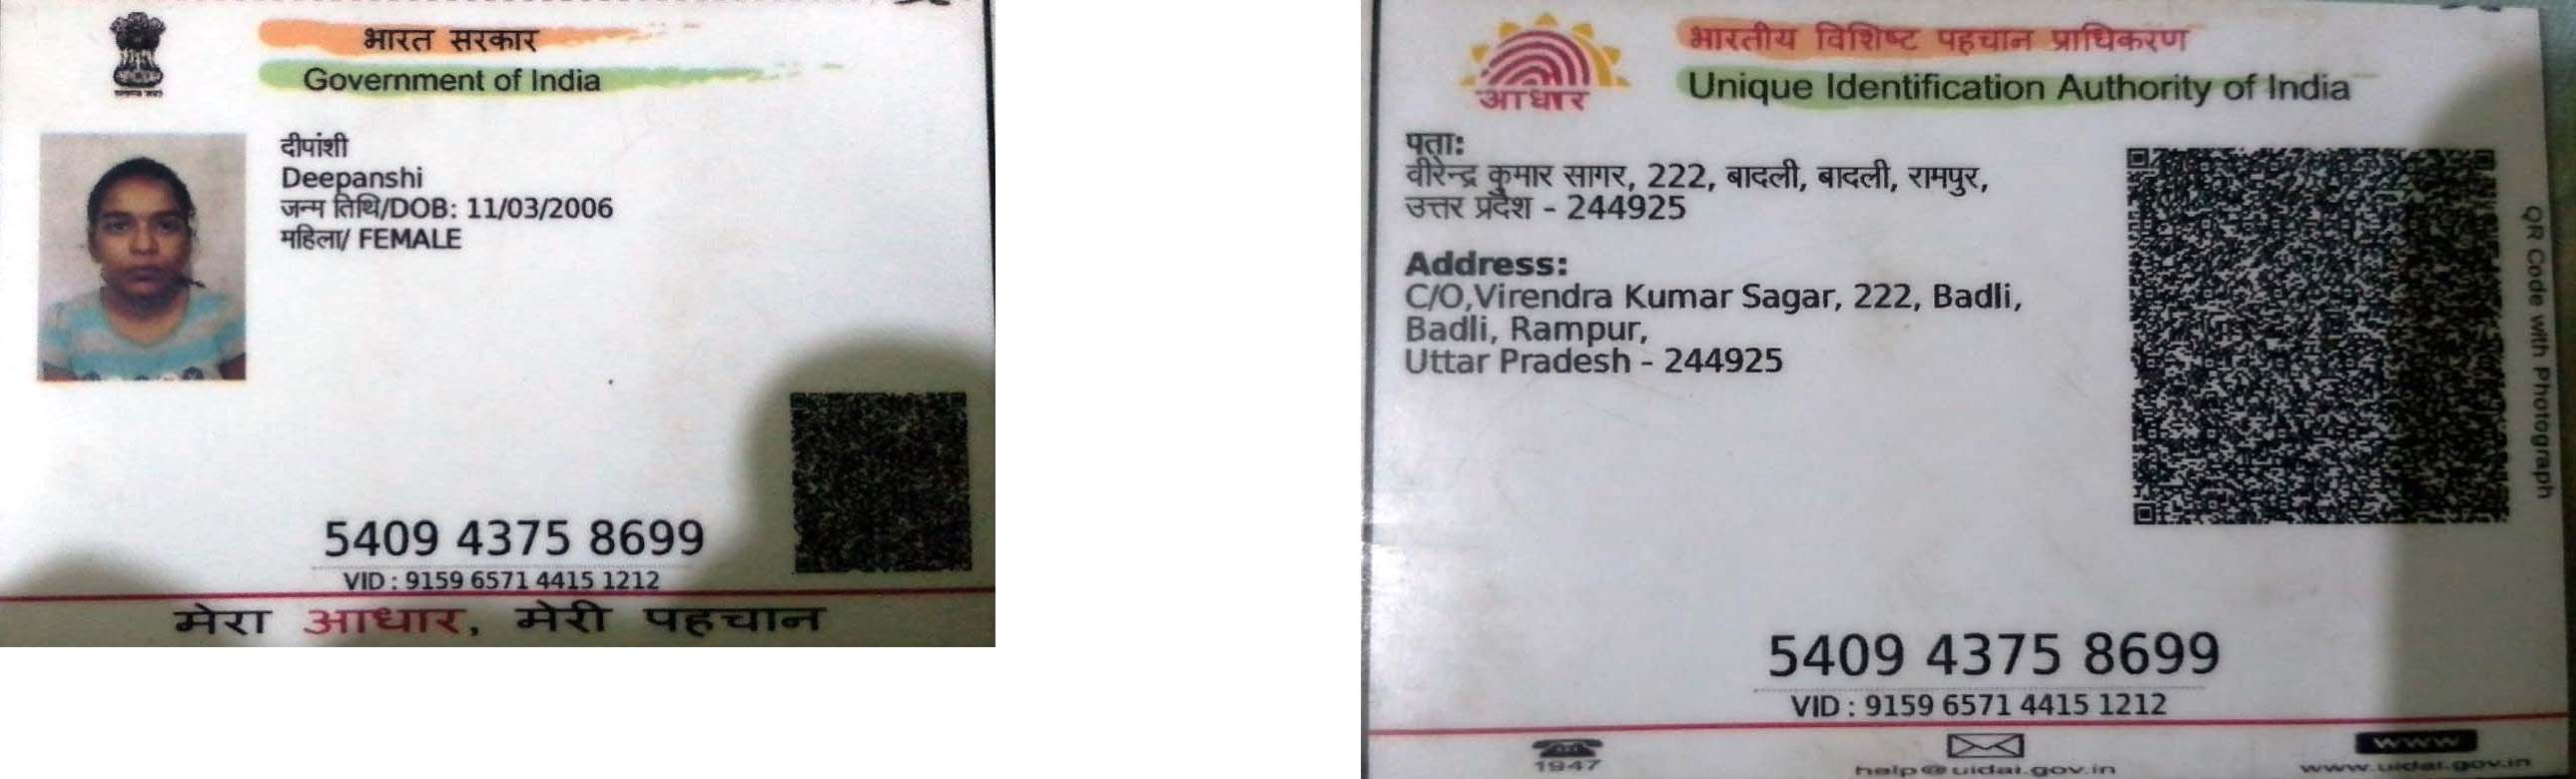 भारत सरकार
Government of India
दीपांशी
Deepanshi
जन्म तिथि/DOB: 11/03/2006
महिला/ FEMALE
5409 4375 8699
VID : 9159 6571 4415 1212
मेरा आधार, मेरी पहचान
आधार
भारतीय विशिष्ट पहचान प्राधिकरण
Unique Identification Authority of India
पता:
वीरेन्द्र कुमार सागर, 222, बादली, बादली, रामपुर,
उत्तर प्रदेश - 244925
Address:
C/O,Virendra Kumar Sagar, 222, Badli,
Badli, Rampur,
Uttar Pradesh - 244925
QR Code with Photograph
5409 4375 8699
VID : 9159 6571 4415 1212
1947
help@uidai.gov.in
www
www.uidai.gov.in